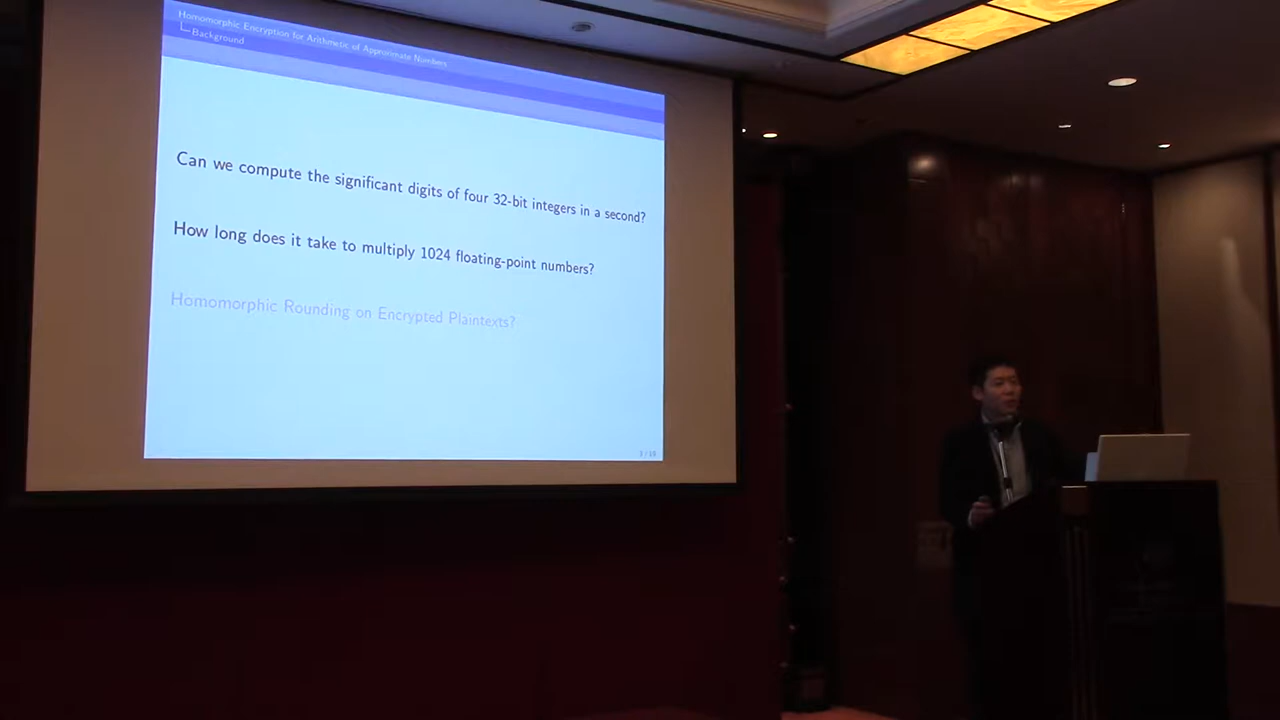 Homomorphic Encryption for Arithmetic of Approximate Numbers
Background
Can we compute the significant digits of four 32-bit integers in a second?
How long does it take to multiply 1024 floating-point numbers?
Homomorphic Rounding on Encrypted Plaintexts?